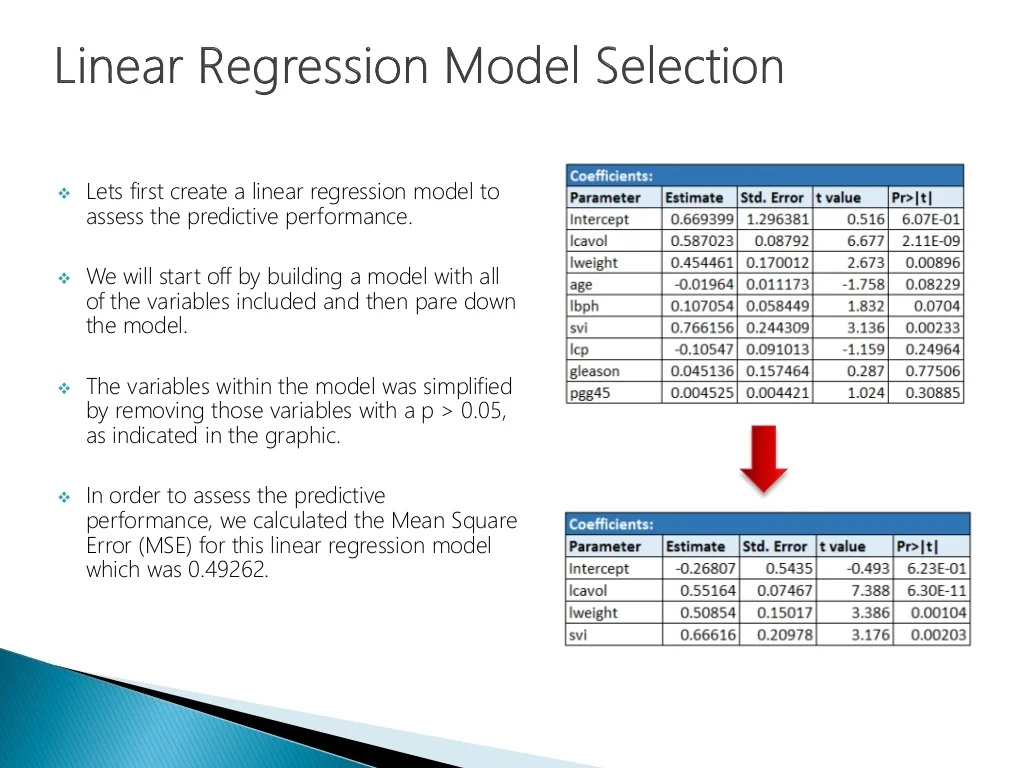 Linear Regression Model Selection
Lets first create a linear regression model to
assess the predictive performance.
We will start off by building a model with all
of the variables included and then pare down
the model.
The variables within the model was simplified
by removing those variables with a p > 0.05,
as indicated in the graphic.
In order to assess the predictive
performance, we calculated the Mean Square
Error (MSE) for this linear regression model
which was 0.49262.
Coefficients:
Parameter Estimate Std. Error t value Pr>|t|
Intercept 0.669399 1.296381 0.516 6.07E-01
lcavol 0.587023 0.08792 6.677 2.11E-09
lweight 0.454461 0.170012 2.673 0.00896
age -0.01964 0.011173 -1.758 0.08229
lbph 0.107054 0.058449 1.832 0.0704
svi 0.766156 0.244309 3.136 0.00233
lcp -0.10547 0.091013 -1.159 0.24964
gleason 0.045136 0.157464 0.287 0.77506
pgg45 0.004525 0.004421 1.024 0.30885
Coefficients:
Parameter Estimate Std. Error t value Pr>|t|
Intercept -0.26807 0.5435 -0.493 6.23E-01
lcavol 0.55164 0.07467 7.388 6.30E-11
lweight 0.50854 0.15017 3.386 0.00104
svi 0.66616 0.20978 3.176 0.00203